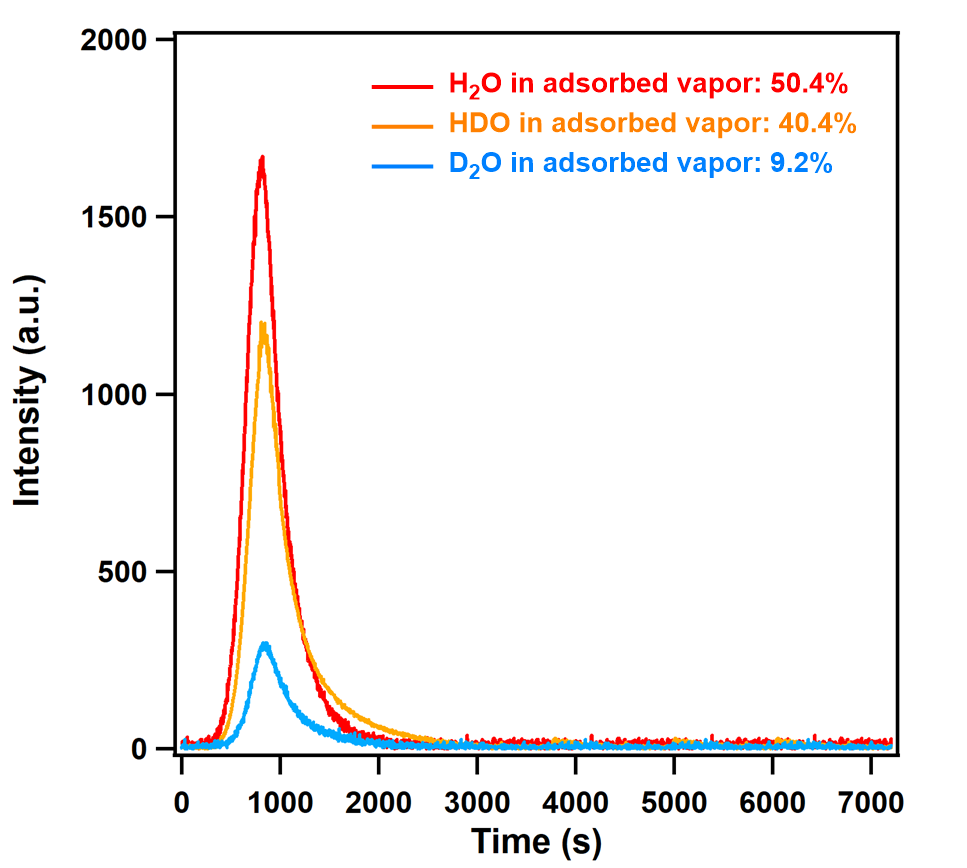 2000
1500
1000
500
0
Intensity (a.u.)
H₂O in adsorbed vapor: 50.4%
HDO in adsorbed vapor: 40.4%
D₂O in adsorbed vapor: 9.2%
0 1000 2000 3000 4000 5000 6000 7000
Time (s)